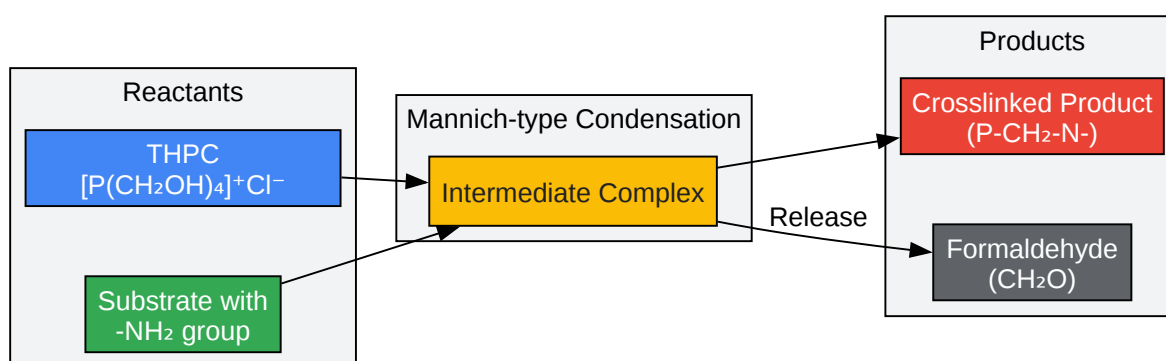 Reactants
THPC
[P(CH₂OH)₄]⁺Cl⁻
Substrate with
-NH₂ group
Mannich-type Condensation
Intermediate Complex
Release
Products
Crosslinked Product
(P-CH₂-N-)
Formaldehyde
(CH₂O)